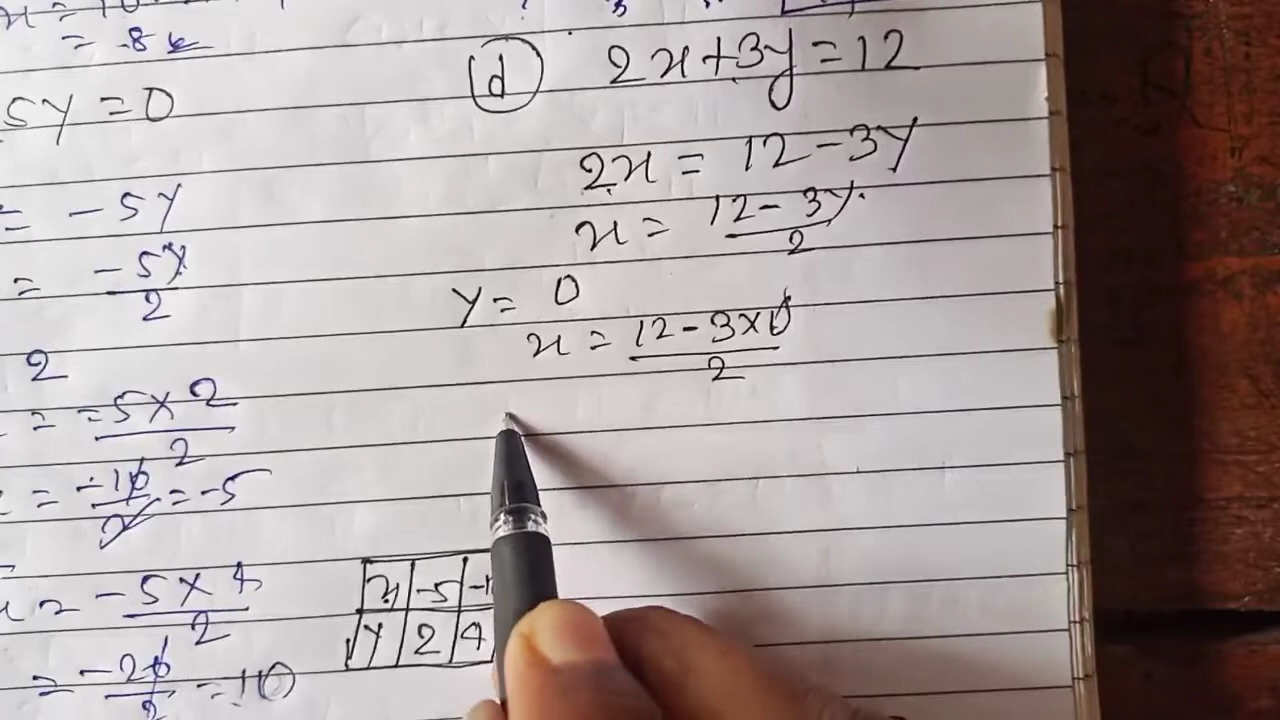 = .8
5y = 0
= -5y
= -5y/2
2
= -5×2/2
= -10/2 = -5
x = -5×4/2
= -20/2 = -10
x -5
y 2 4
(d) 2x+3y=12
2x = 12-3y
x = 12-3y/2
y = 0
x = 12-3×0/2